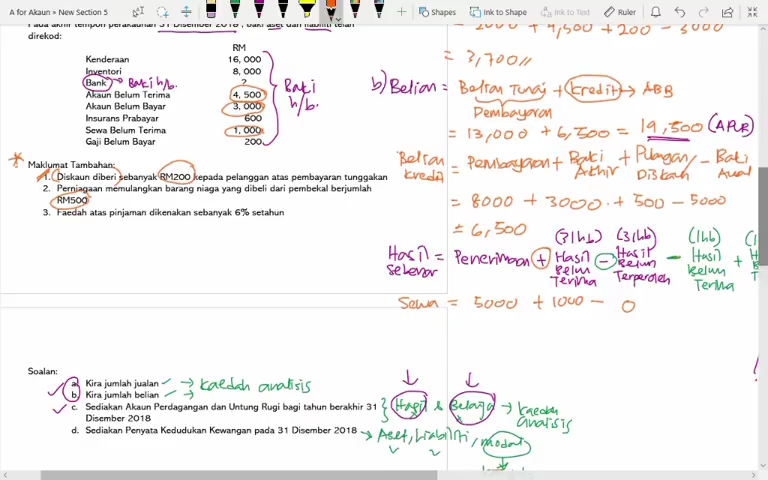 A for Akaun » New Section 5
Shapes
Ink to Shape
Ink to Text
Ruler
Pada akhir tempoh perakaunan 31 Disember 2018, baki aset dan liabiliti telah
direkod:
RM
Kenderaan 16, 000
Inventori 8, 000
Bank ? Baki h/b.
Akaun Belum Terima 4, 500
Akaun Belum Bayar 3, 000
Insurans Prabayar 600
Sewa Belum Terima 1, 000
Gaji Belum Bayar 200
Baki
h/b.
Maklumat Tambahan:
1. Diskaun diberi sebanyak RM200 kepada pelanggan atas pembayaran tunggakan
2. Perniagaan memulangkan barang niaga yang dibeli dari pembekal berjumlah
RM500
3. Faedah atas pinjaman dikenakan sebanyak 6% setahun
Soalan:
a. Kira jumlah jualan → kaedah analisis
b. Kira jumlah belian →
c. Sediakan Akaun Perdagangan dan Untung Rugi bagi tahun berakhir 31
Disember 2018
} Hasil & Belanja → kaedah
analisis
d. Sediakan Penyata Kedudukan Kewangan pada 31 Disember 2018 → Aset, Liabiliti, modal
= 2000 + 4,500 + 200 - 3000
= 3,700 //
b) Belian = Belian Tunai + kredit → ABB
Pembayaran
= 13,000 + 6,500 = 19,500 (APUR)
Belian
Kredit
= Pembayaran + Baki
Akhir + Pulangan/
Diskaun - Baki
Awal
= 8000 + 3000 + 500 - 5000
= 6,500
(31hb) (31hb) (1hb) (1
Hasil
Sebenar
= Penerimaan + Hasil
Belum
Terima - Hasil
Belum
Terperoleh - Hasil
Belum
Terima +
Sewa = 5000 + 1000 - 0